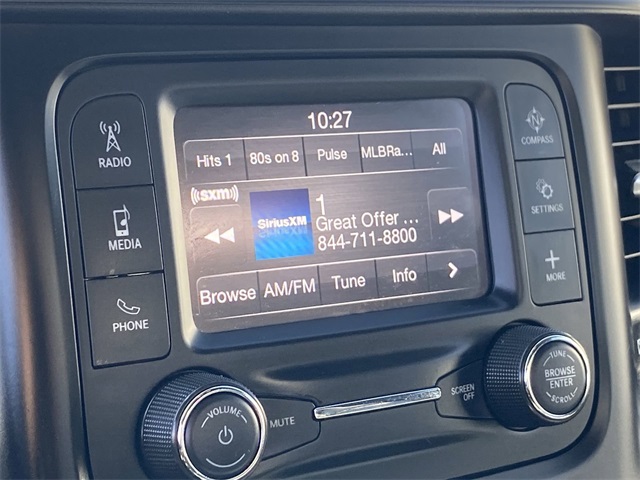 10:27
Hits 1 80s on 8 Pulse MLBRa... All
((sxm))
SiriusXM
1
Great Offer ...
844-711-8800
Browse AM/FM Tune Info
RADIO
MEDIA
PHONE
COMPASS
SETTINGS
MORE
VOLUME
MUTE
SCREEN
OFF
TUNE
BROWSE
ENTER
SCROLL